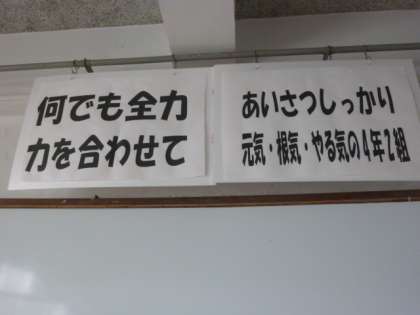 何でも全力
力を合わせて
あいさつしっかり
元気・根気・やる気の4年2組